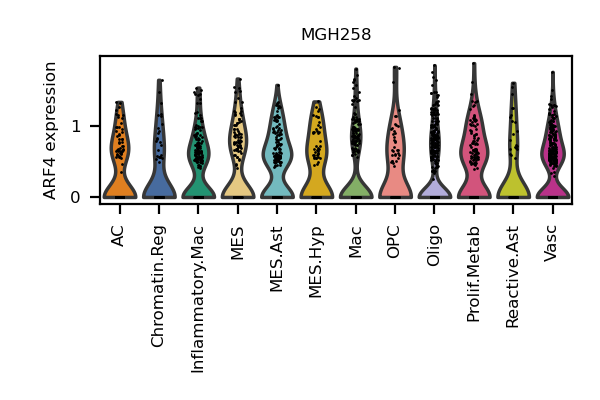 MGH258
ARF4 expression
1
0
AC
Chromatin.Reg
Inflammatory.Mac
MES
MES.Ast
MES.Hyp
Mac
OPC
Oligo
Prolif.Metab
Reactive.Ast
Vasc